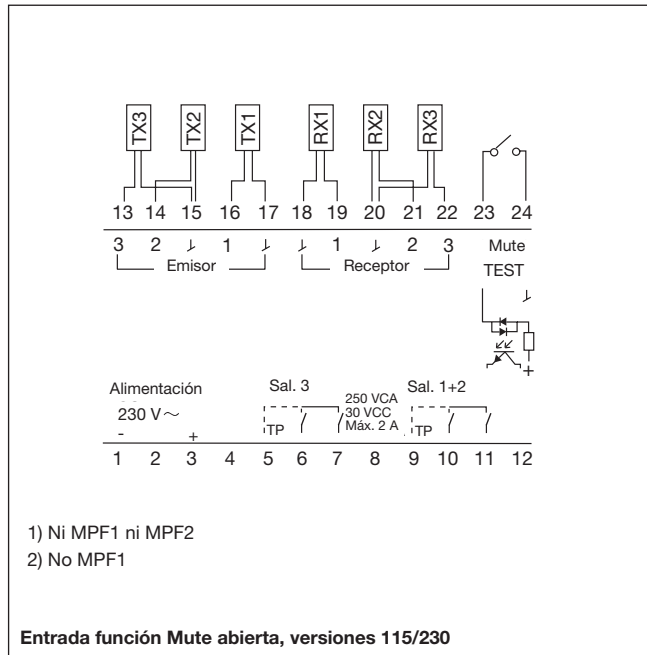 TX3 TX2 TX1 RX1 RX2 RX3
13 14 15 16 17 18 19 20 21 22 23 24
3 2 1 1 2 3 Mute
Emisor Receptor TEST
+
Alimentación Sal. 3 Sal. 1+2
230 V~ 250 VCA
30 VCC
- + TP Máx. 2 A TP
1 2 3 4 5 6 7 8 9 10 11 12
1) Ni MPF1 ni MPF2
2) No MPF1
Entrada función Mute abierta, versiones 115/230